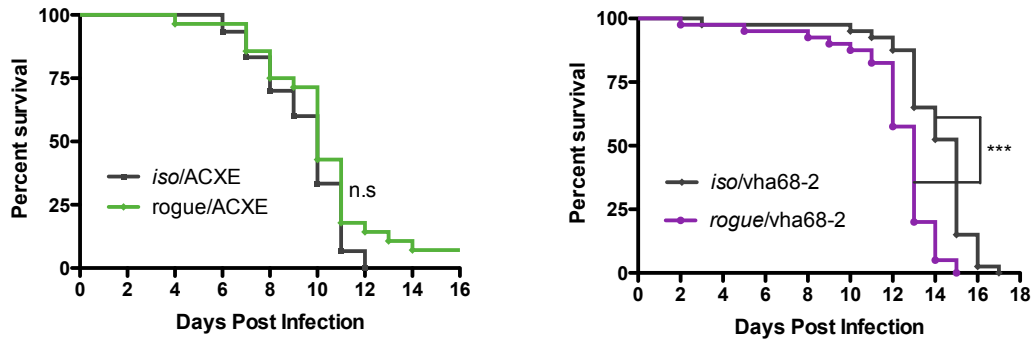 Percent survival
100
75
50
25
0
iso/ACXE
rogue/ACXE
n.s
0 2 4 6 8 10 12 14 16
Days Post Infection
Percent survival
100
75
50
25
0
iso/vha68-2
rogue/vha68-2
***
0 2 4 6 8 10 12 14 16 18
Days Post Infection